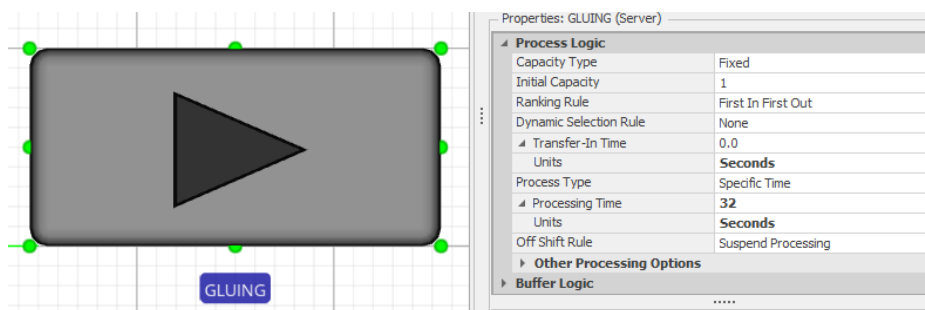 Properties: GLUING (Server)
Process Logic
Capacity Type Fixed
Initial Capacity 1
Ranking Rule First In First Out
Dynamic Selection Rule None
Transfer-In Time 0.0
Units Seconds
Process Type Specific Time
Processing Time 32
Units Seconds
Off Shift Rule Suspend Processing
Other Processing Options
Buffer Logic
GLUING